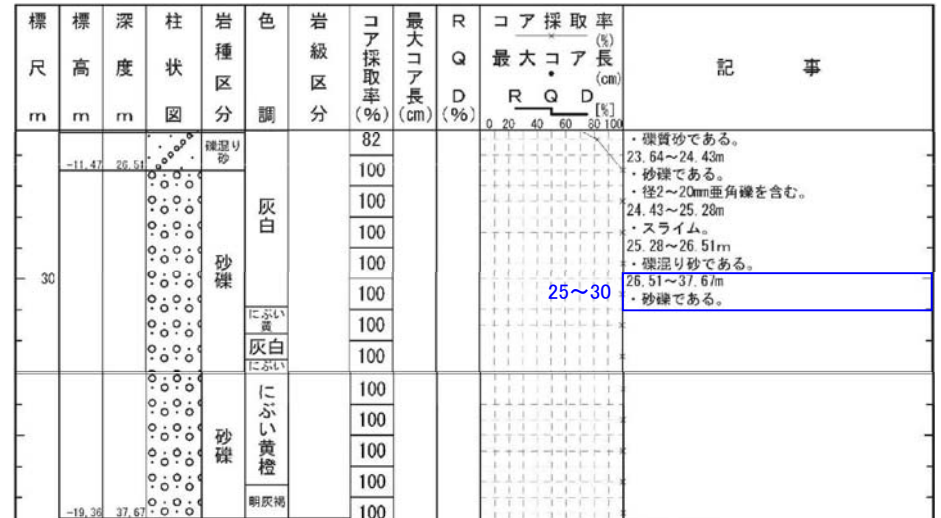 標尺 m
標高 m
深度 m
柱状図
岩種区分
色調
岩級区分
コア採取率(%)
最大コア長(cm)
RQD(%)
コア採取率
(%)
最大コア長
(cm)
RQD
[%]
0 20 40 60 80 100
記事
82
・礫質砂である。
礫混り
砂
23.64～24.43m
-11.47 26.51
・砂礫である。
100
・径2～20mm亜角礫を含む。
100
24.43～25.28m
灰白
・スライム。
100
25.28～26.51m
砂礫
100
・礫混り砂である。
30
26.51～37.67m
100
25～30
・砂礫である。
にぶい
黄
100
灰白
100
にぶい
100
にぶい黄橙
100
砂礫
100
100
明灰褐
-19.36 37.67
100